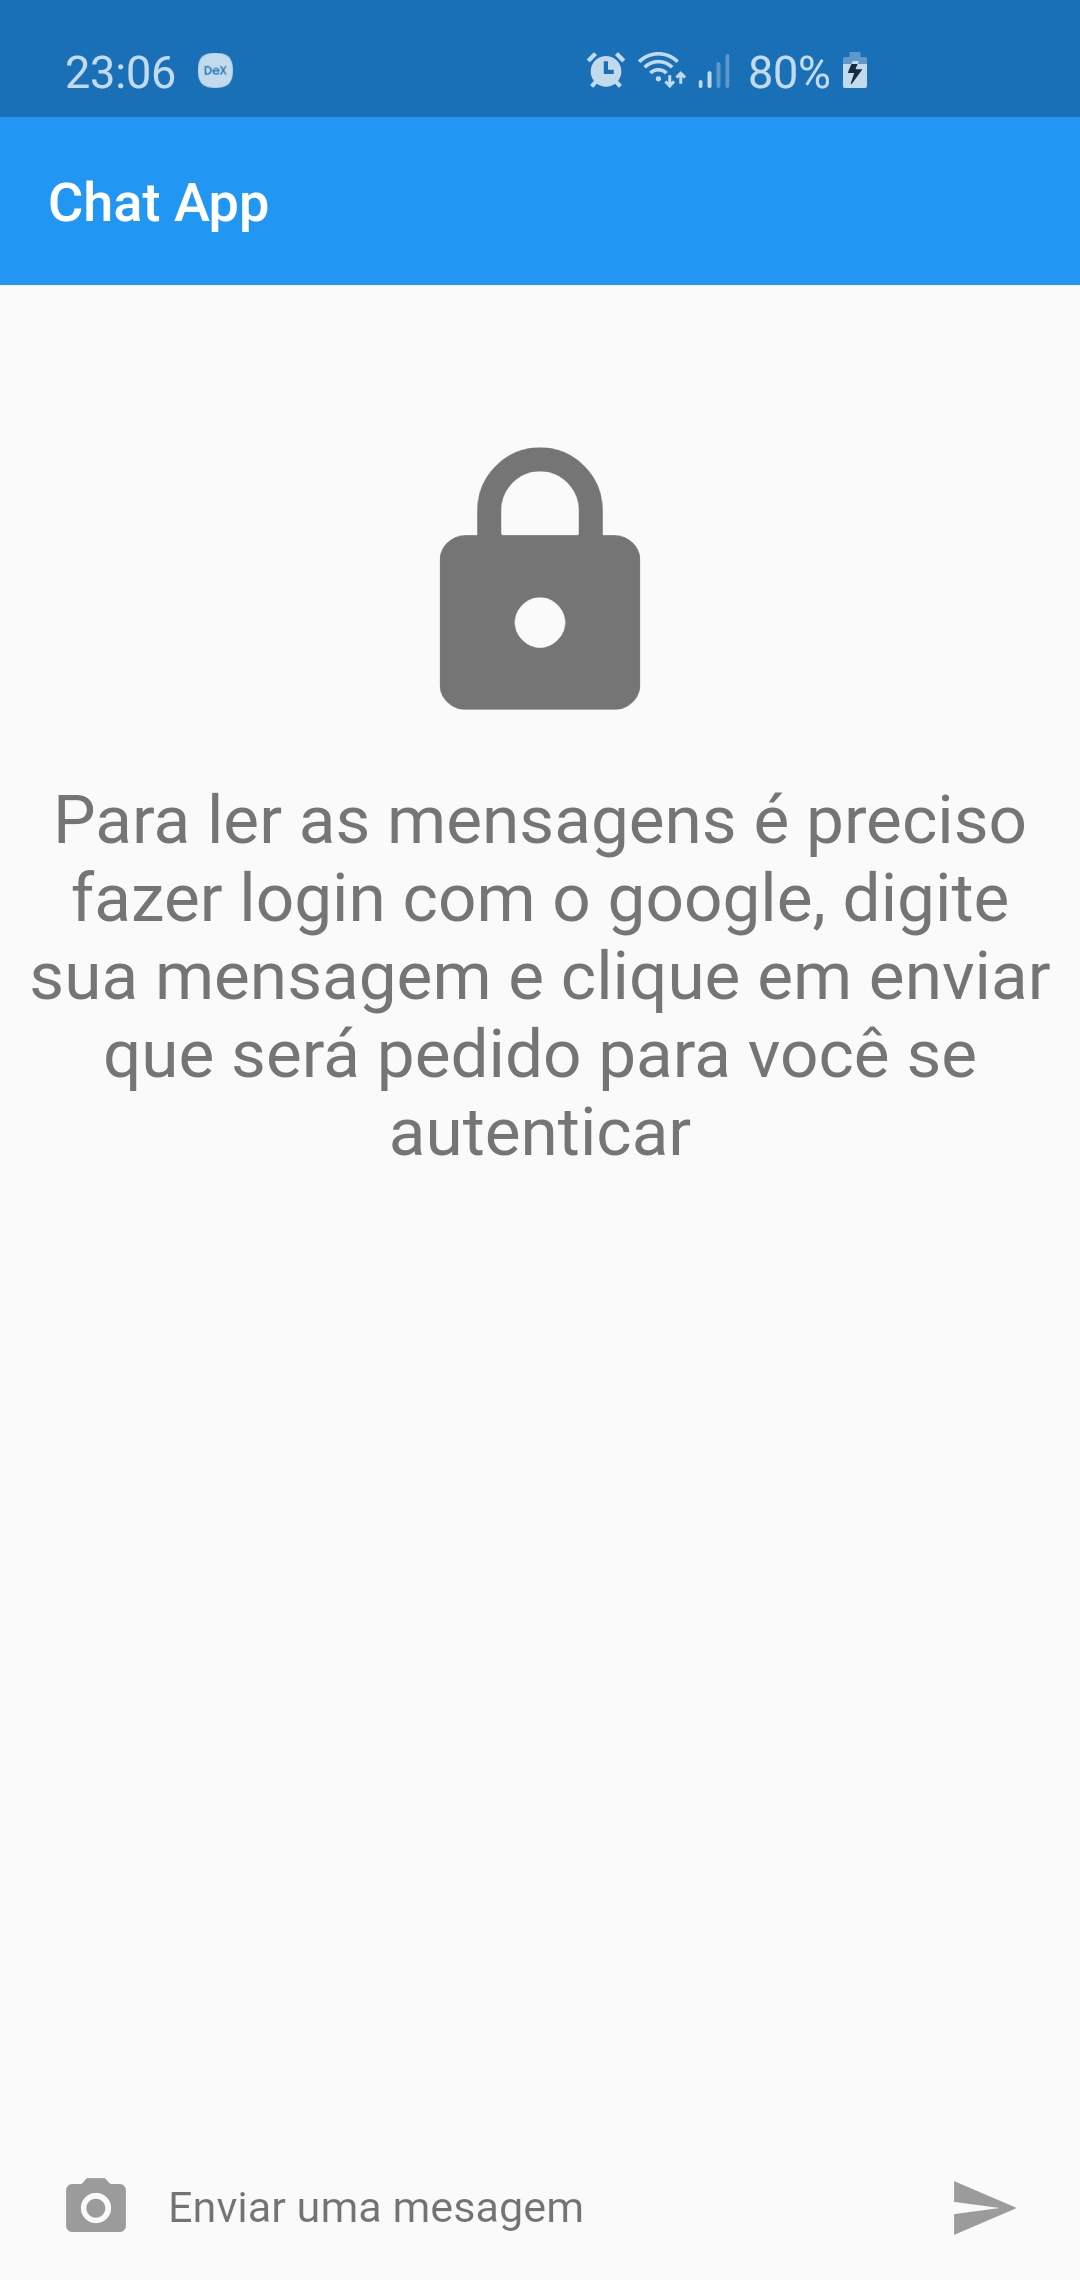 23:06 DeX 80%
Chat App
Para ler as mensagens é preciso
fazer login com o google, digite
sua mensagem e clique em enviar
que será pedido para você se
autenticar
Enviar uma mesagem